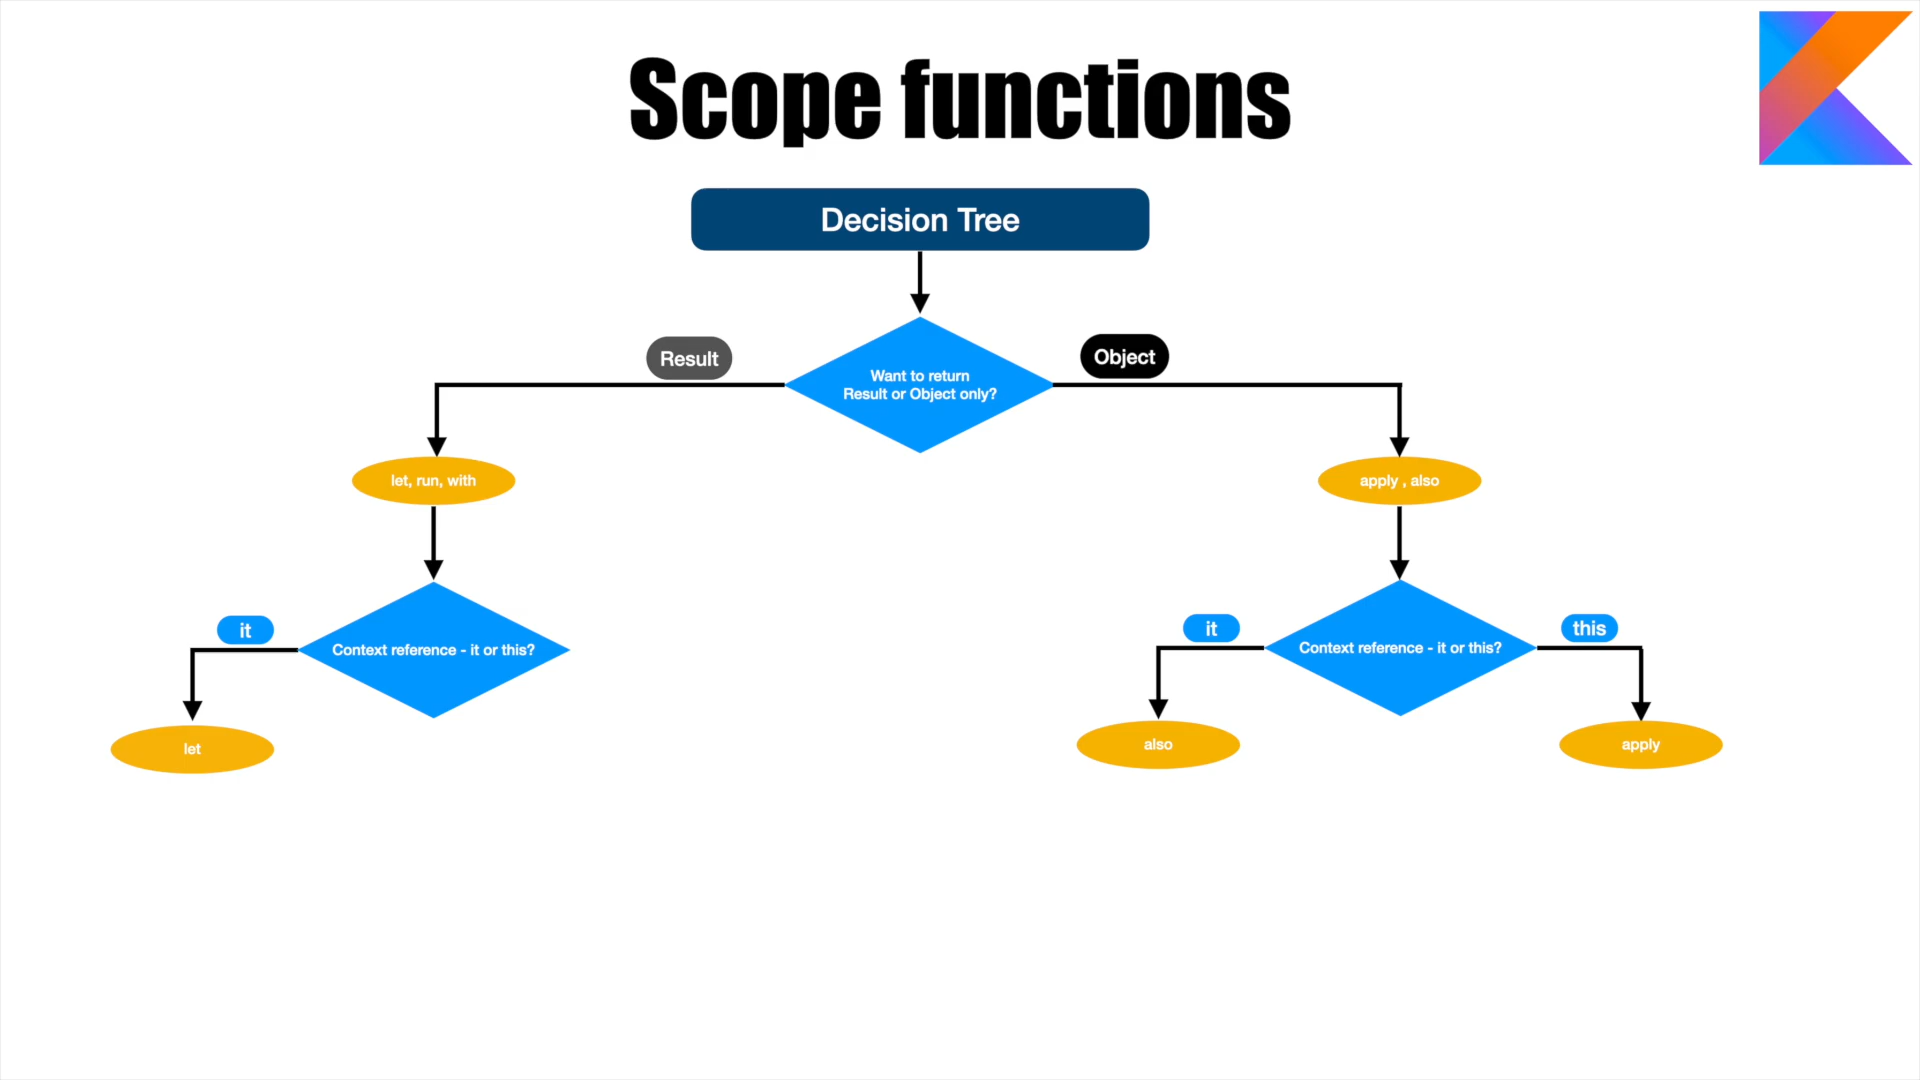 Scope functions
Decision Tree
Result
Object
Want to return
Result or Object only?
let, run, with
apply , also
it
Context reference - it or this?
it
Context reference - it or this?
this
let
also
apply